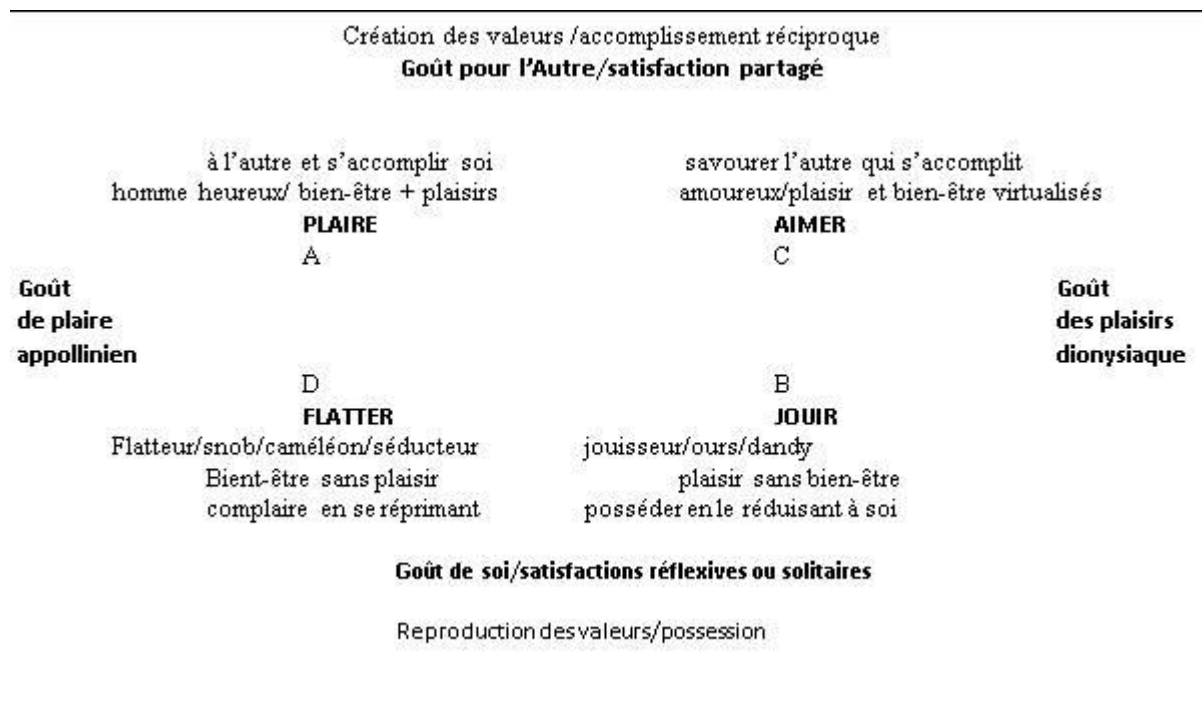 Création des valeurs /accomplissement réciproque
Goût pour l'Autre/satisfaction partagé
à l'autre et s'accomplir soi
savourer l'autre qui s'accomplit
homme heureux/ bien-être + plaisirs
amoureux/plaisir et bien-être virtualisés
PLAIRE
AIMER
A
C
Goût
de plaire
appollinien
Goût
des plaisirs
dionysiaque
D
B
FLATTER
JOUIR
Flatteur/snob/caméléon/séducteur
jouisseur/ours/dandy
Bient-être sans plaisir
plaisir sans bien-être
complaire en se réprimant
posséder en le réduisant à soi
Goût de soi/satisfactions réflexives ou solitaires
Reproduction des valeurs/possession